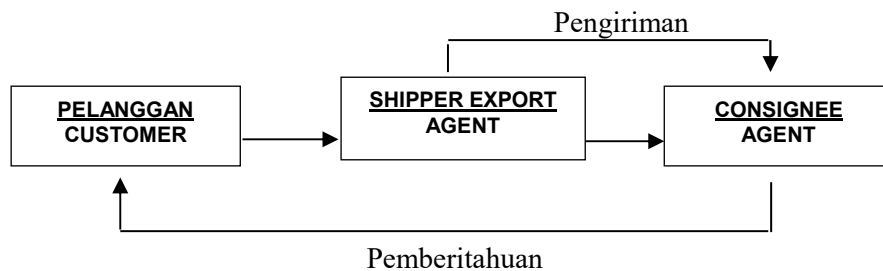 Pengiriman
PELANGGAN
CUSTOMER
SHIPPER EXPORT
AGENT
CONSIGNEE
AGENT
Pemberitahuan